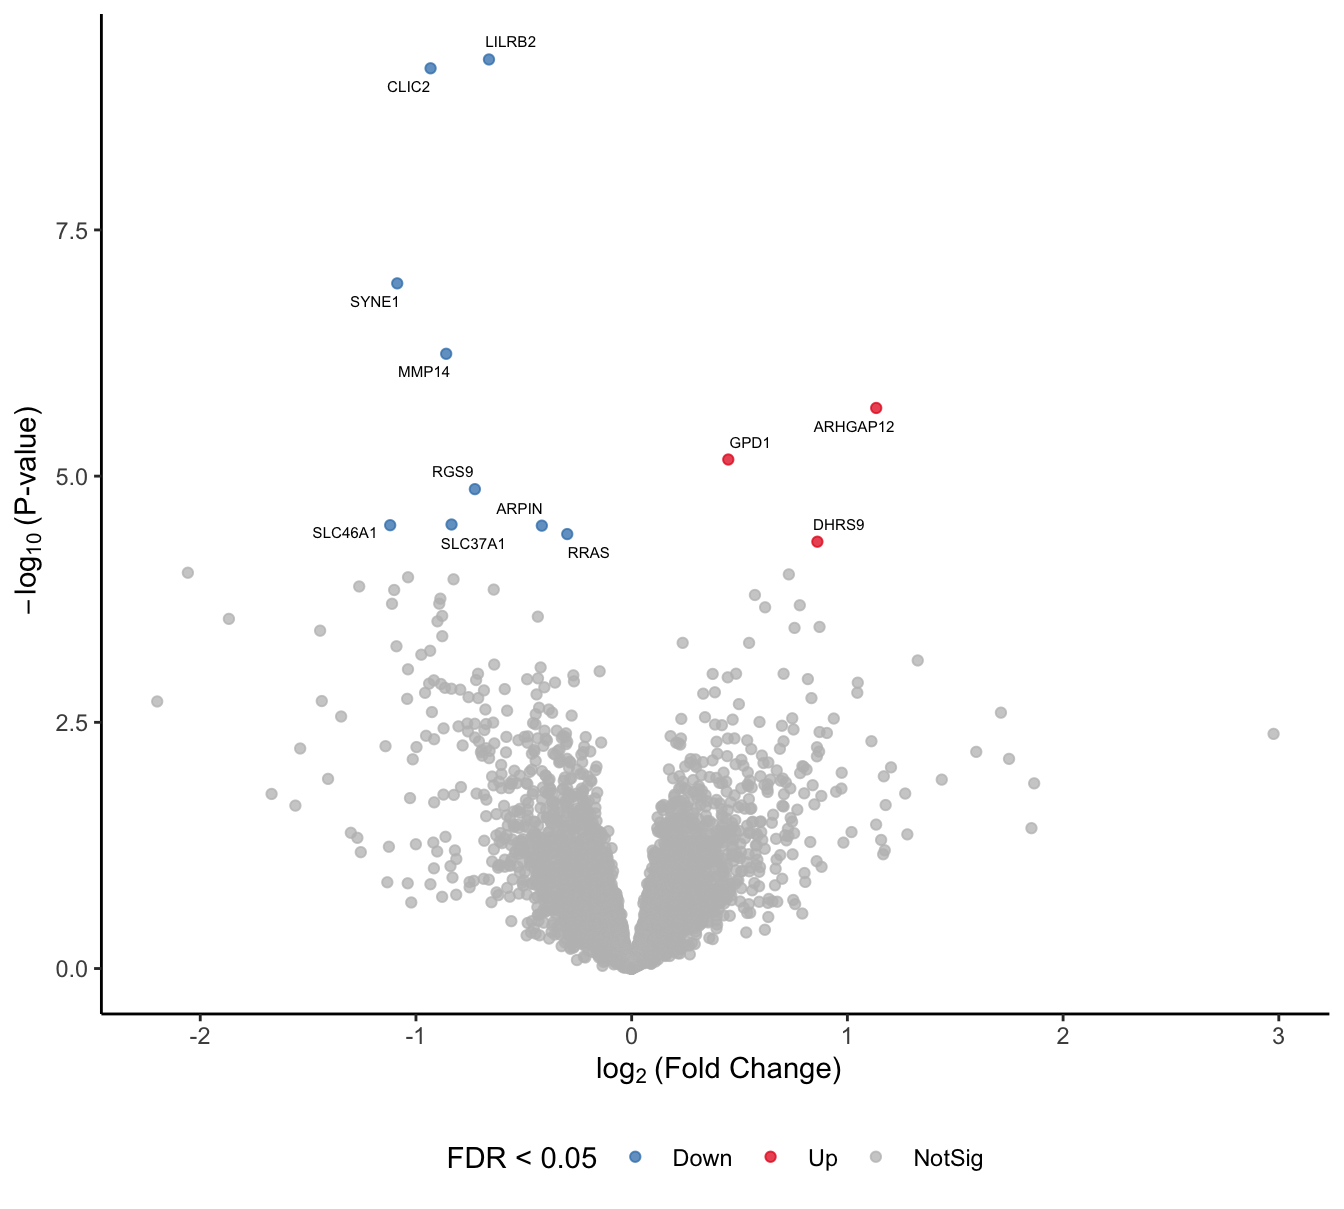 LILRB2
CLIC2
7.5
SYNE1
MMP14
ARHGAP12
GPD1
RGS9
5.0
ARPIN
SLC46A1
SLC37A1
DHRS9
RRAS
−log10 (P-value)
2.5
0.0
-2 -1 0 1 2 3
log2 (Fold Change)
FDR < 0.05 Down Up NotSig